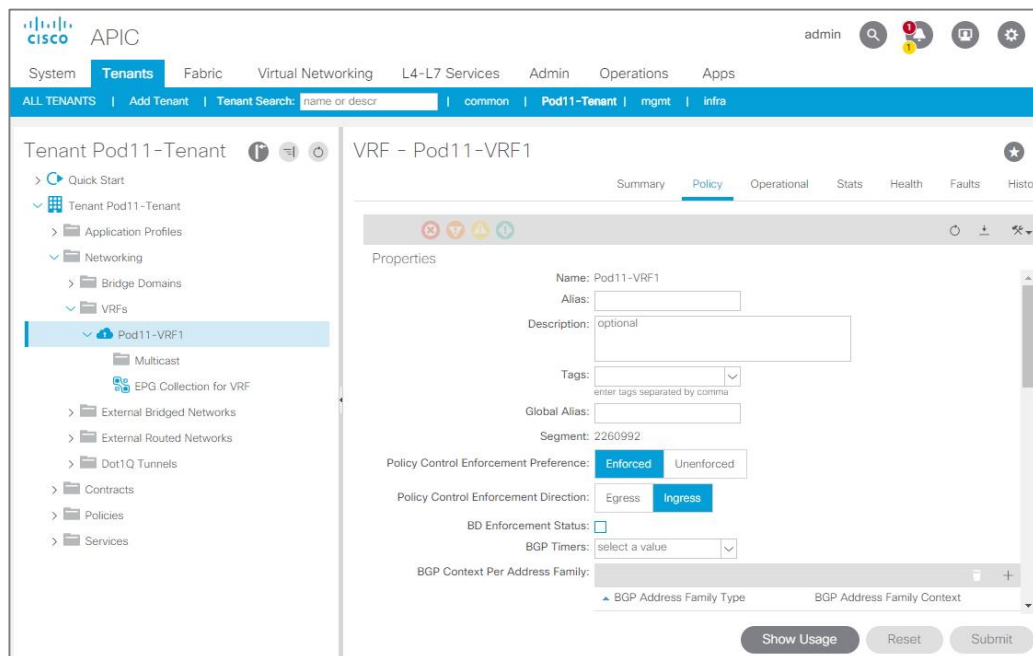 CISCO APIC
admin
1
1
System Tenants Fabric Virtual Networking L4-L7 Services Admin Operations Apps
ALL TENANTS | Add Tenant | Tenant Search: name or descr | common | Pod11-Tenant | mgmt | infra
Tenant Pod11-Tenant
Quick Start
Tenant Pod11-Tenant
Application Profiles
Networking
Bridge Domains
VRFs
Pod11-VRF1
Multicast
EPG Collection for VRF
External Bridged Networks
External Routed Networks
Dot1Q Tunnels
Contracts
Policies
Services
VRF - Pod11-VRF1
Summary Policy Operational Stats Health Faults Histo
Properties
Name: Pod11-VRF1
Alias:
Description: optional
Tags:
enter tags separated by comma
Global Alias:
Segment: 2260992
Policy Control Enforcement Preference: Enforced Unenforced
Policy Control Enforcement Direction: Egress Ingress
BD Enforcement Status:
BGP Timers: select a value
BGP Context Per Address Family:
BGP Address Family Type BGP Address Family Context
Show Usage Reset Submit